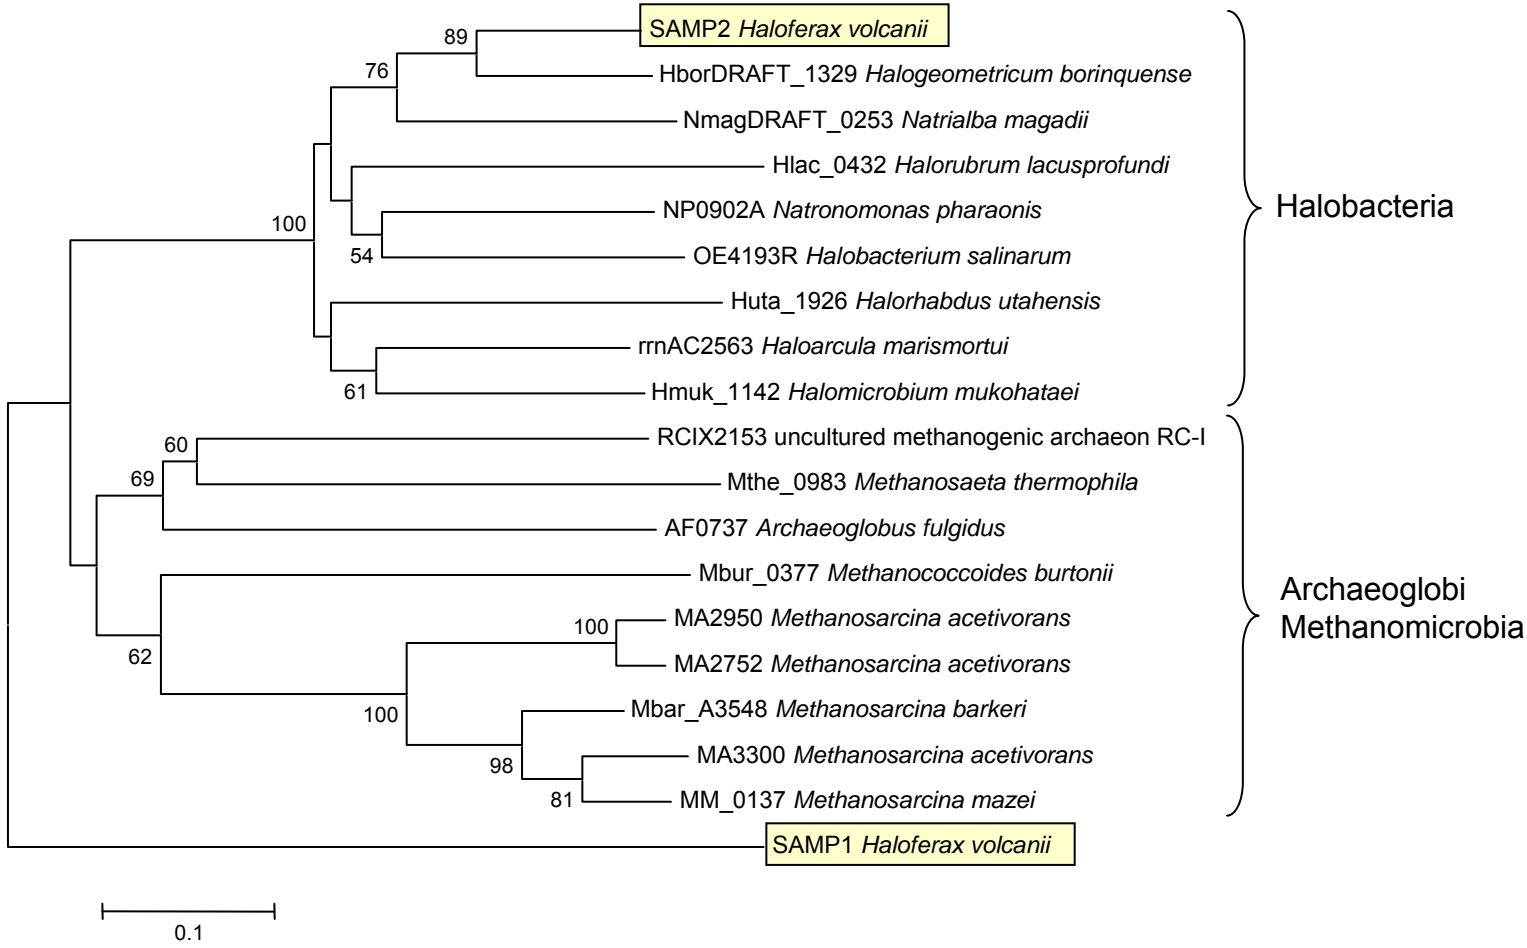 89
SAMP2 Haloferax volcanii
76
HborDRAFT_1329 Halogeometricum borinquense
NmagDRAFT_0253 Natrialba magadii
Hlac_0432 Halorubrum lacusprofundi
100
NP0902A Natronomonas pharaonis
Halobacteria
54
OE4193R Halobacterium salinarum
Huta_1926 Halorhabdus utahensis
rrnAC2563 Haloarcula marismortui
61
Hmuk_1142 Halomicrobium mukohataei
60
RCIX2153 uncultured methanogenic archaeon RC-I
69
Mthe_0983 Methanosaeta thermophila
AF0737 Archaeoglobus fulgidus
Mbur_0377 Methanococcoides burtonii
Archaeoglobi
Methanomicrobia
100
MA2950 Methanosarcina acetivorans
62
MA2752 Methanosarcina acetivorans
100
Mbar_A3548 Methanosarcina barkeri
98
MA3300 Methanosarcina acetivorans
81
MM_0137 Methanosarcina mazei
SAMP1 Haloferax volcanii
0.1